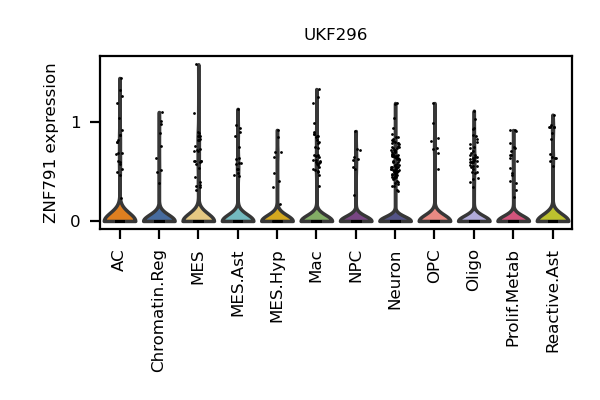 UKF296
ZNF791 expression
1
0
AC
Chromatin.Reg
MES
MES.Ast
MES.Hyp
Mac
NPC
Neuron
OPC
Oligo
Prolif.Metab
Reactive.Ast